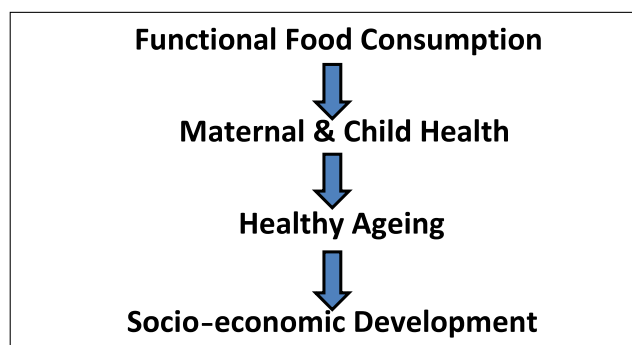 Functional Food Consumption
Maternal & Child Health
Healthy Ageing
Socio-economic Development